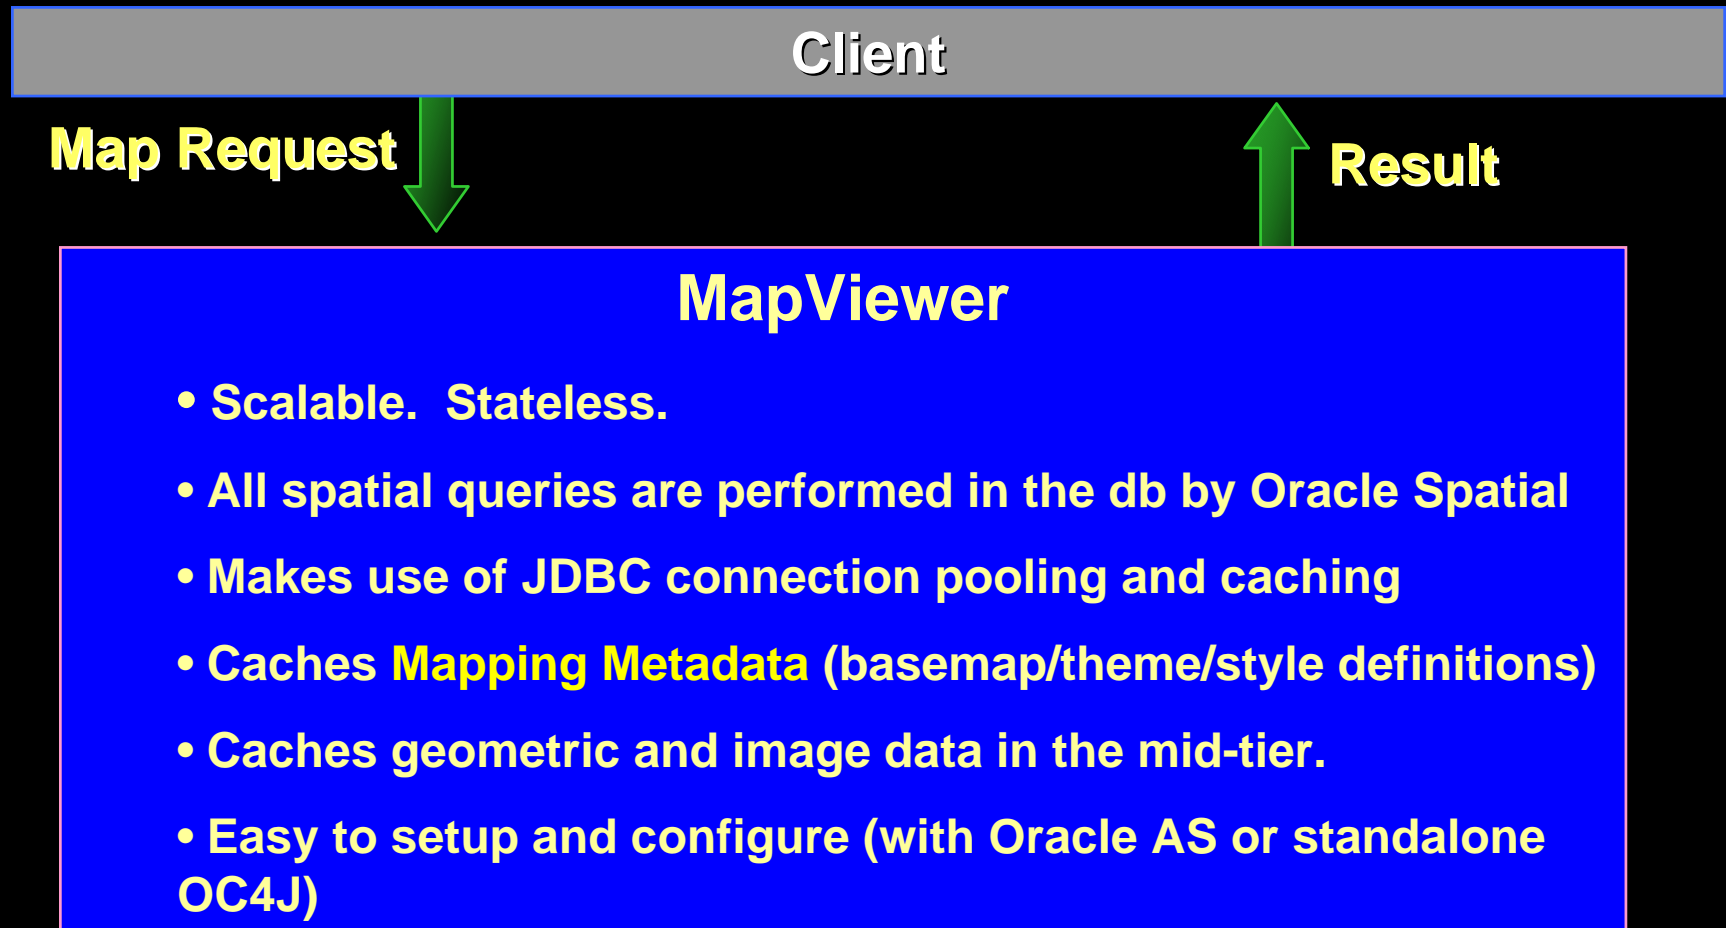 Client
Map Request
Result
MapViewer
• Scalable.  Stateless.
• All spatial queries are performed in the db by Oracle Spatial
• Makes use of JDBC connection pooling and caching
• Caches Mapping Metadata (basemap/theme/style definitions)
• Caches geometric and image data in the mid-tier.
• Easy to setup and configure (with Oracle AS or standalone
OC4J)